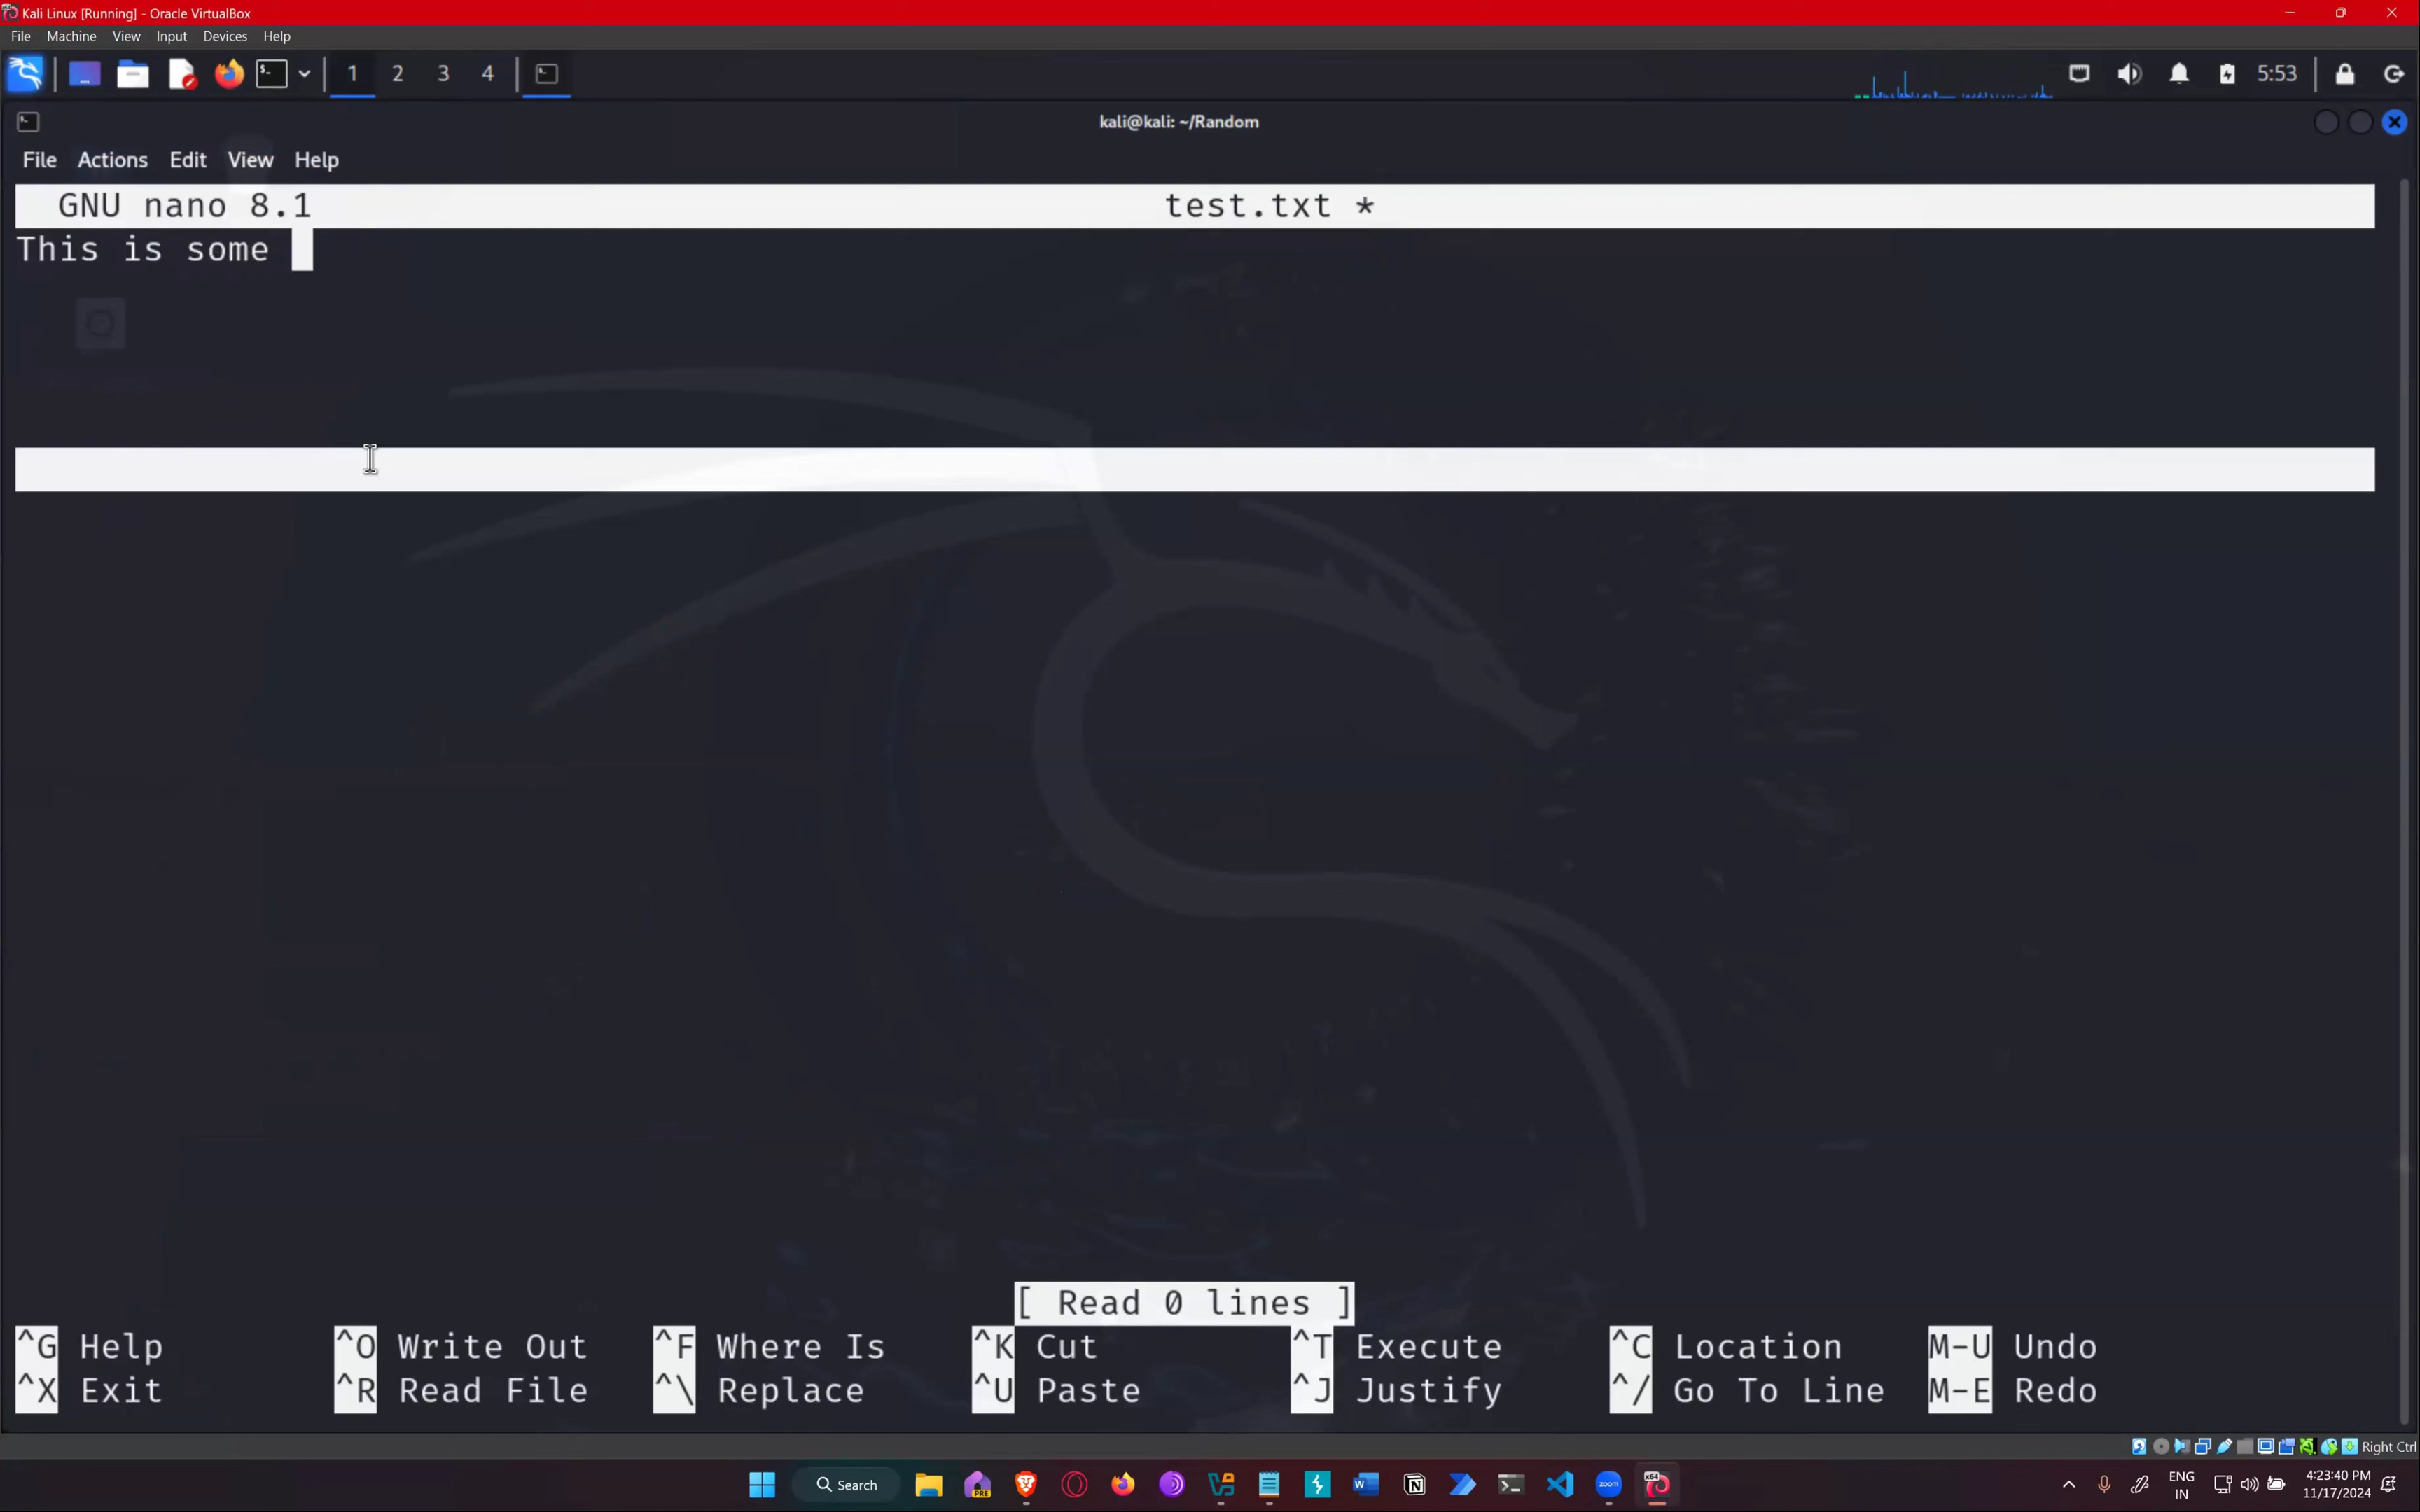 Kali Linux [Running] - Oracle VirtualBox
File Machine View Input Devices Help
1 2 3 4 5:53
kali@kali: ~/Random
File Actions Edit View Help
GNU nano 8.1 test.txt *
This is some
[ Read 0 lines ]
^G Help ^O Write Out ^F Where Is ^K Cut ^T Execute ^C Location M-U Undo
^X Exit ^R Read File ^\ Replace ^U Paste ^J Justify ^/ Go To Line M-E Redo
Right Ctrl
Search PRE zoom ENG 4:23:40 PM
IN 11/17/2024